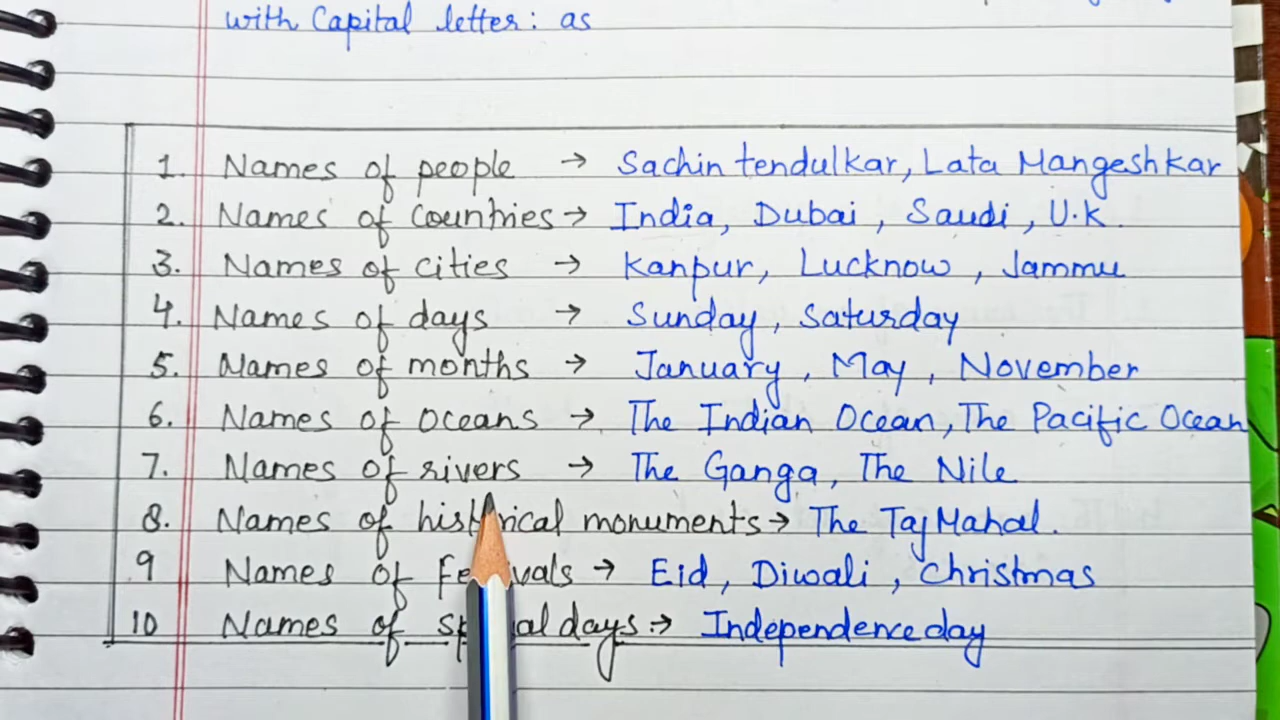 with Capital letter: as
1. Names of people → Sachin tendulkar, Lata Mangeshkar
2. Names of Countries → India, Dubai, Saudi, U.K.
3. Names of cities → Kanpur, Lucknow, Jammu
4. Names of days → Sunday, Saturday
5. Names of months → January, May, November
6. Names of Oceans → The Indian Ocean, The Pacific Ocean
7. Names of rivers → The Ganga, The Nile
8. Names of historical monuments → The Taj Mahal.
9 Names of Festivals → Eid, Diwali, Christmas
10 Names of special days :→ Independence day